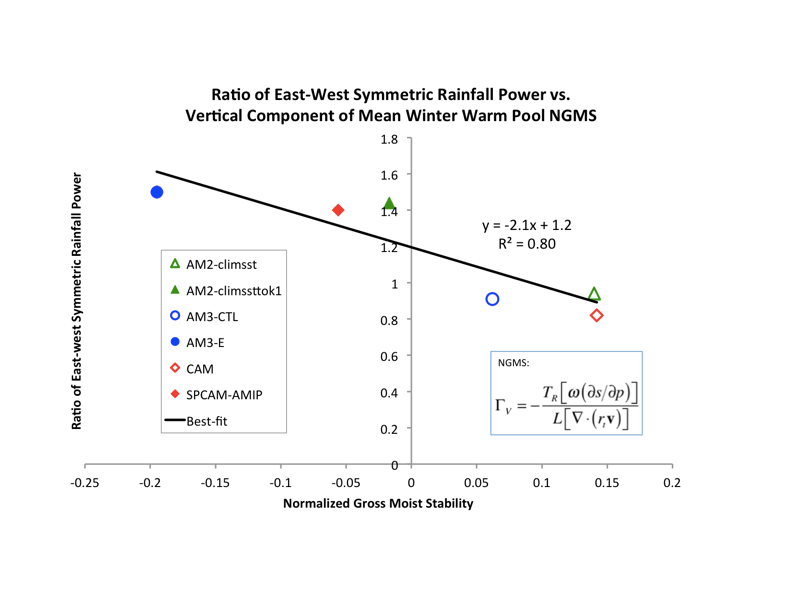 Ratio of East-West Symmetric Rainfall Power vs.
Vertical Component of Mean Winter Warm Pool NGMS
Ratio of East-west Symmetric Rainfall Power
1.8
1.6
1.4
1.2
1
0.8
0.6
0.4
0.2
0
y = -2.1x + 1.2
R² = 0.80
AM2-climsst
AM2-climssttok1
AM3-CTL
AM3-E
CAM
SPCAM-AMIP
Best-fit
NGMS:
Γ_V = − T_R[ω(∂s/∂p)] / L[∇·(r_t v)]
-0.25 -0.2 -0.15 -0.1 -0.05 0 0.05 0.1 0.15 0.2
Normalized Gross Moist Stability